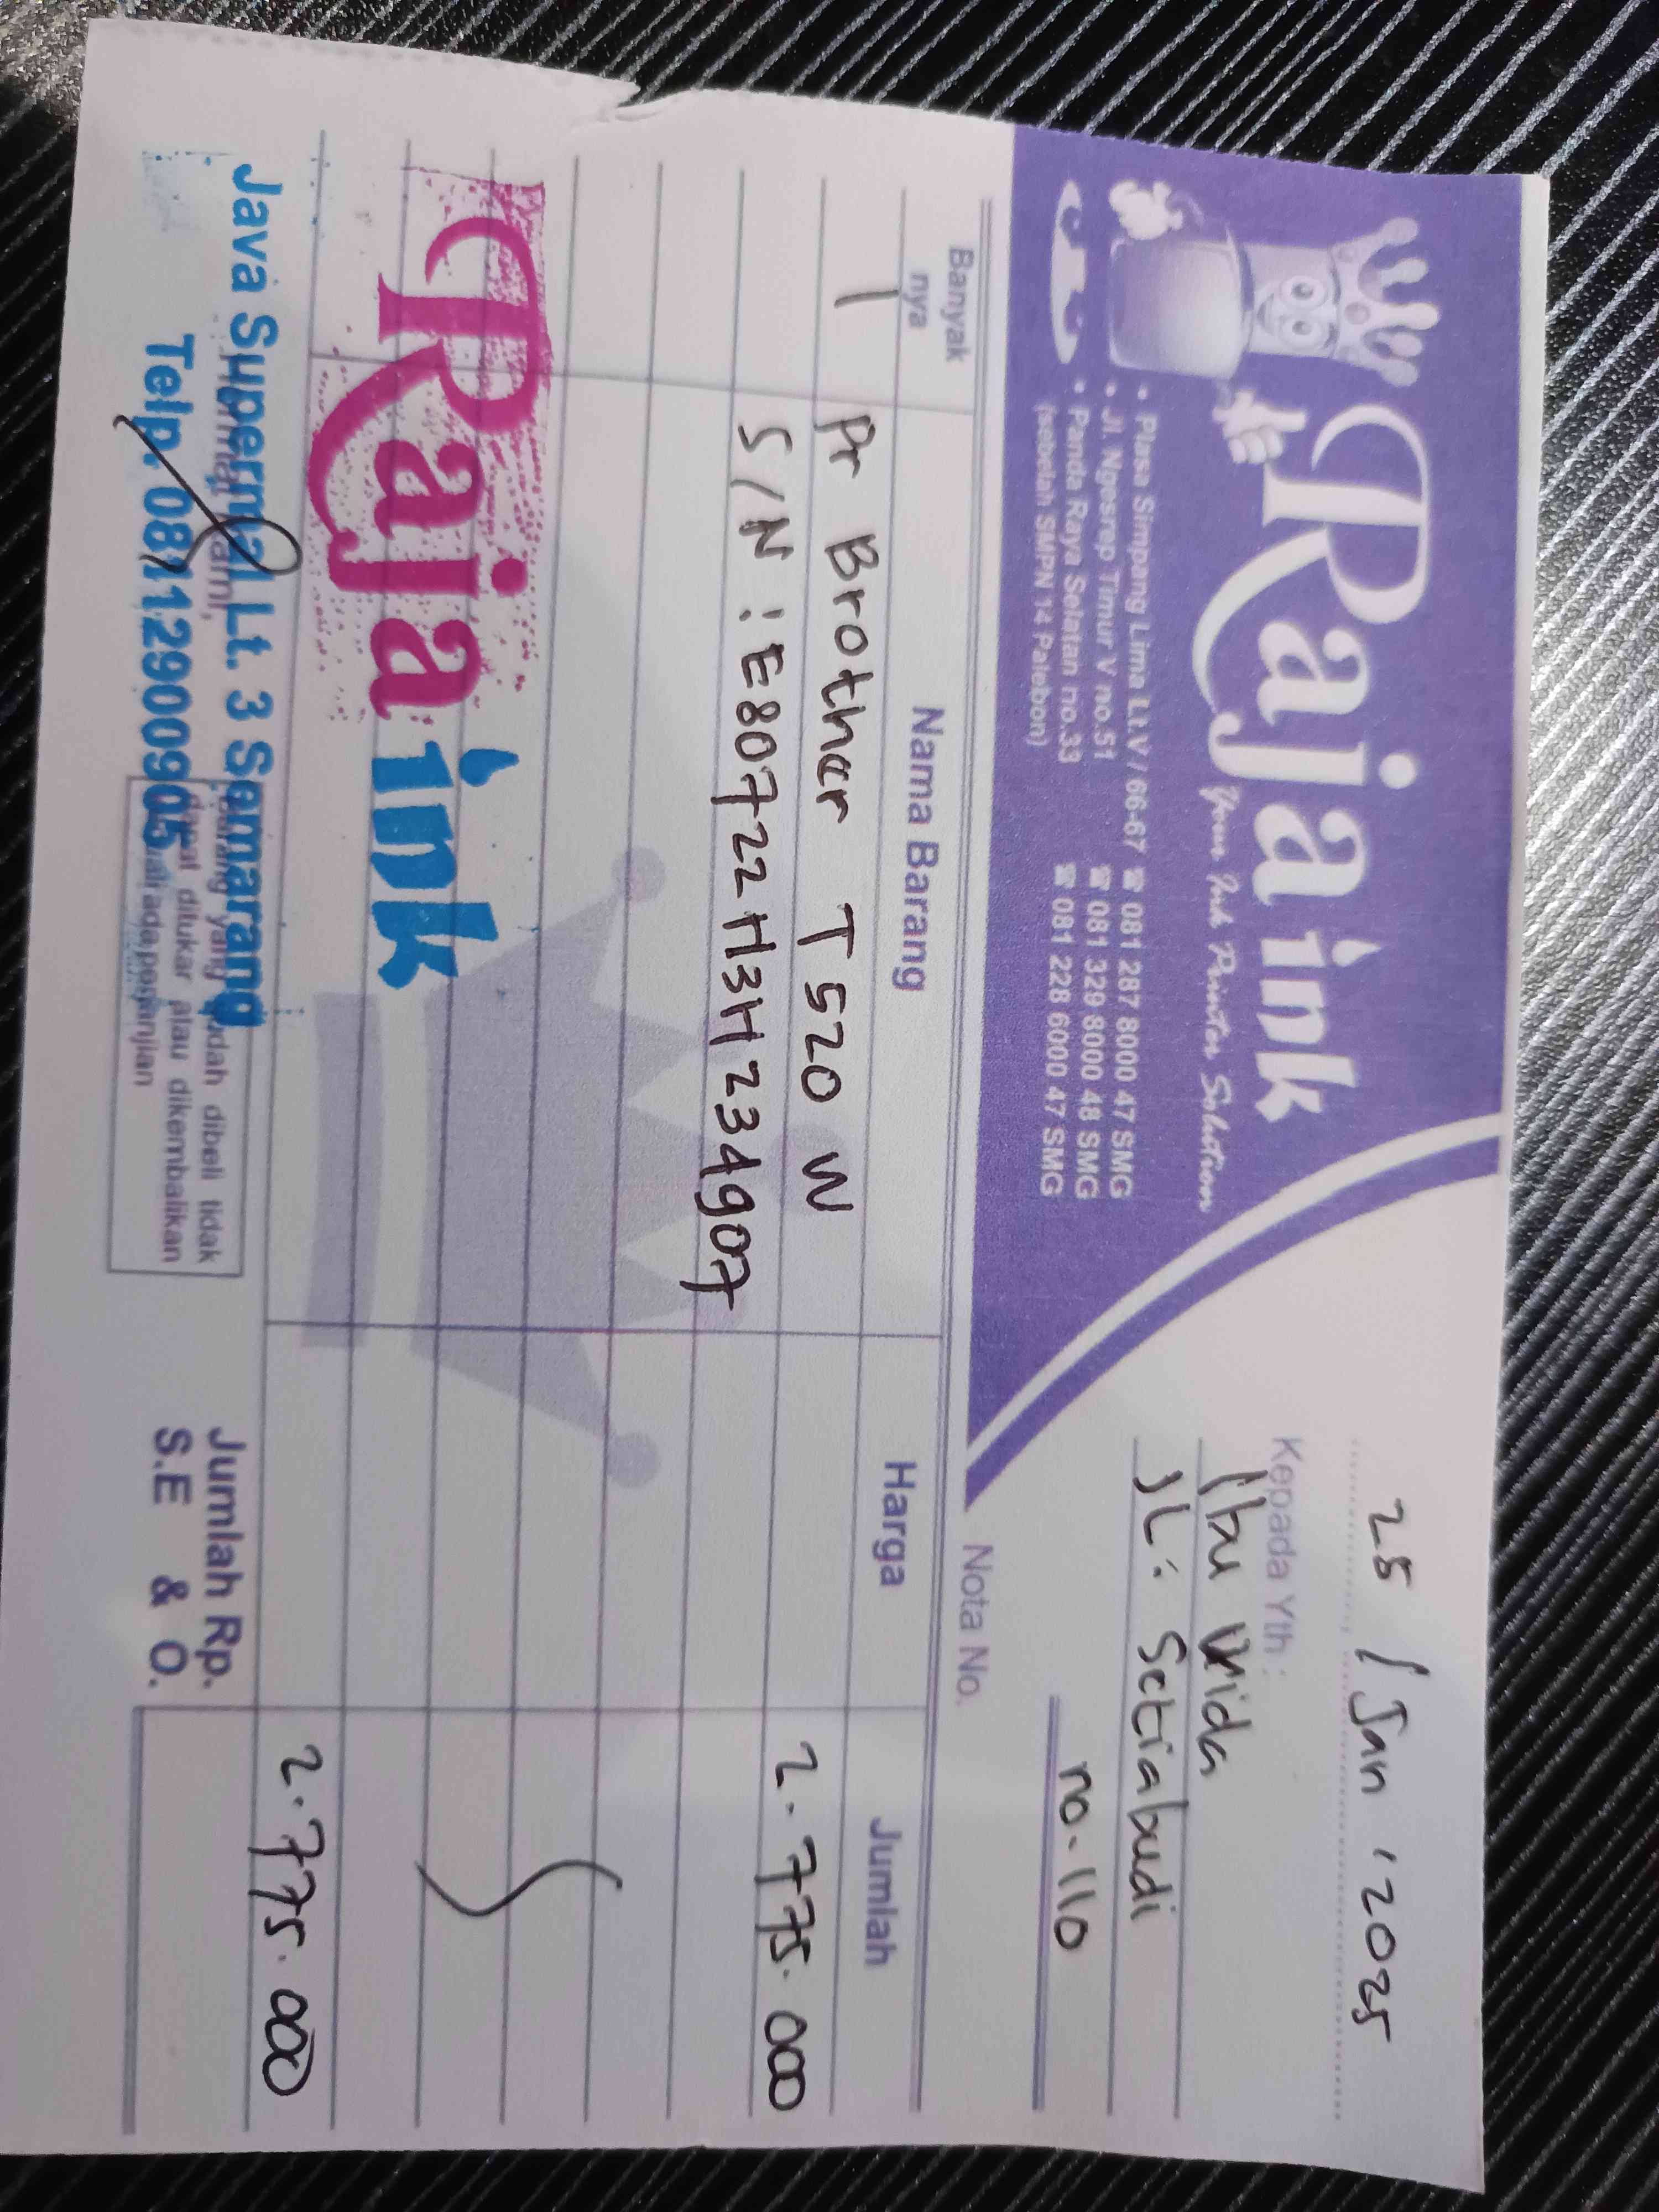 Raja ink
Your Ink Printer Solution
• Plasa Simpang Lima Lt.V / 66-67 ☎ 081 287 8000 47 SMG
• Jl. Ngesrep Timur V no.51 ☎ 081 329 8000 48 SMG
• Panda Raya Selatan no.33 ☎ 081 228 6000 47 SMG
(sebelah SMPN 14 Palebon)
25 / Jan ' 2025
Kepada Yth :
Ibu Wida
JL: Setiabudi
no. 110
Nota No.
Banyak nya Nama Barang Harga Jumlah
1 Pr Brother T 520 W 2.775.000
S/N : E80722H3H234907
Raja ink
2.775.000
Java Supermal Lt. 3 Semarang
Telp. 081129000905
Hormat kami,
Barang yang sudah dibeli tidak
dapat ditukar atau dikembalikan
kecuali ada perjanjian
Jumlah Rp.
S.E & O.